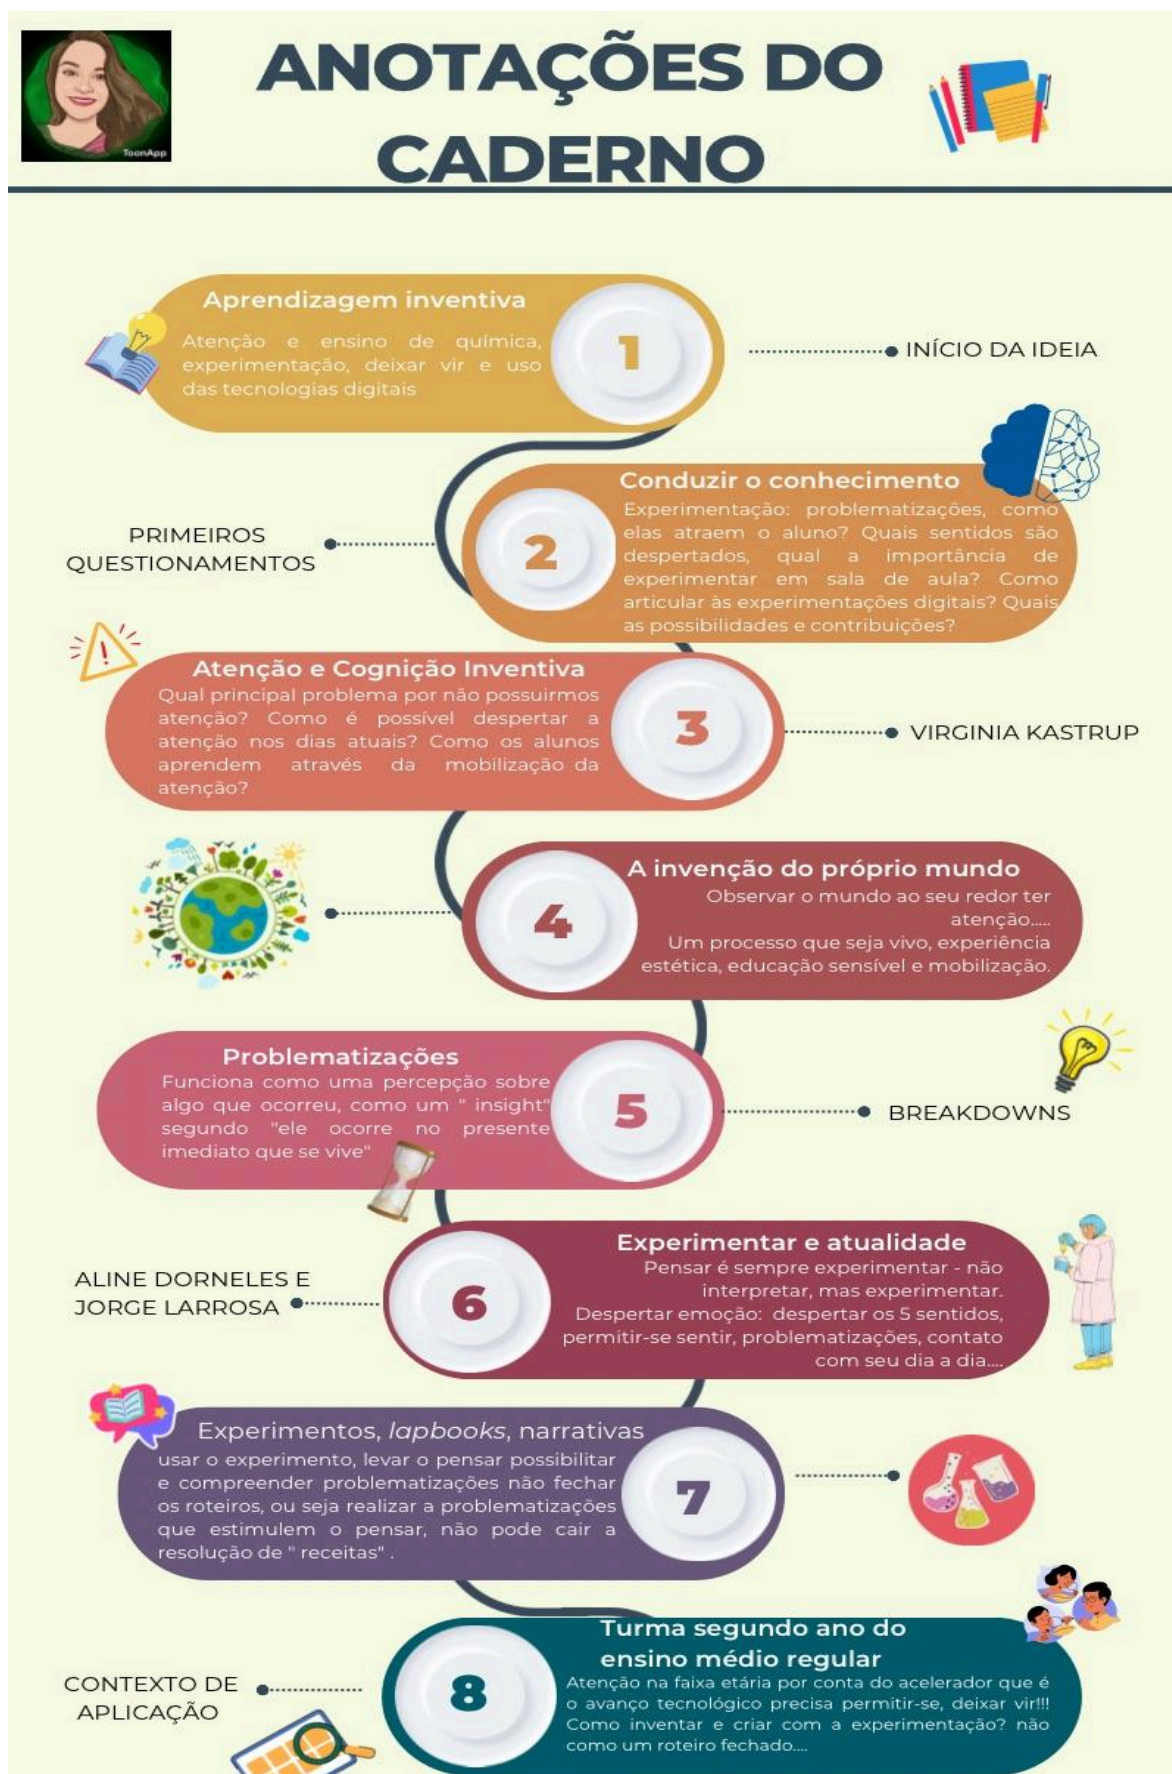 ToonApp
ANOTAÇÕES DO
CADERNO
Aprendizagem inventiva
Atenção e ensino de química,
experimentação, deixar vir e uso
das tecnologias digitais
1
INÍCIO DA IDEIA
PRIMEIROS
QUESTIONAMENTOS
2
Conduzir o conhecimento
Experimentação: problematizações, como
elas atraem o aluno? Quais sentidos são
despertados, qual a importância de
experimentar em sala de aula? Como
articular às experimentações digitais? Quais
as possibilidades e contribuições?
Atenção e Cognição Inventiva
Qual principal problema por não possuirmos
atenção? Como é possível despertar a
atenção nos dias atuais? Como os alunos
aprendem através da mobilização da
atenção?
3
VIRGINIA KASTRUP
4
A invenção do próprio mundo
Observar o mundo ao seu redor ter
atenção.....
Um processo que seja vivo, experiência
estética, educação sensível e mobilização.
Problematizações
Funciona como uma percepção sobre
algo que ocorreu, como um " insight"
segundo "ele ocorre no presente
imediato que se vive"
5
BREAKDOWNS
ALINE DORNELES E
JORGE LARROSA
6
Experimentar e atualidade
Pensar é sempre experimentar - não
interpretar, mas experimentar.
Despertar emoção: despertar os 5 sentidos,
permitir-se sentir, problematizações, contato
com seu dia a dia....
Experimentos, lapbooks, narrativas
usar o experimento, levar o pensar possibilitar
e compreender problematizações não fechar
os roteiros, ou seja realizar a problematizações
que estimulem o pensar, não pode cair a
resolução de " receitas" .
7
CONTEXTO DE
APLICAÇÃO
8
Turma segundo ano do
ensino médio regular
Atenção na faixa etária por conta do acelerador que é
o avanço tecnológico precisa permitir-se, deixar vir!!!
Como inventar e criar com a experimentação? não
como um roteiro fechado....